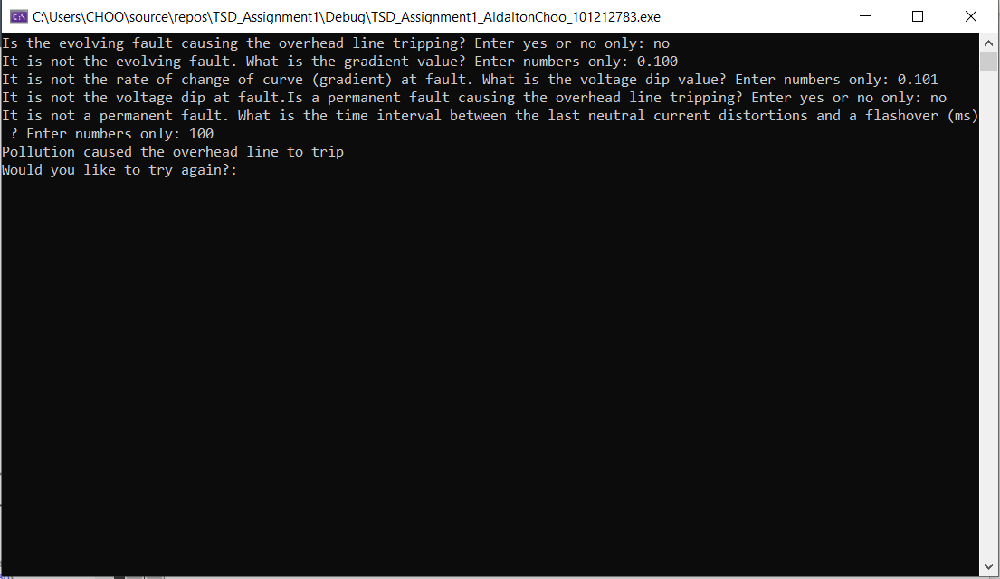 C:\Users\CHOO\source\repos\TSD_Assignment1\Debug\TSD_Assignment1_AldaltonChoo_101212783.exe
Is the evolving fault causing the overhead line tripping? Enter yes or no only: no
It is not the evolving fault. What is the gradient value? Enter numbers only: 0.100
It is not the rate of change of curve (gradient) at fault. What is the voltage dip value? Enter numbers only: 0.101
It is not the voltage dip at fault.Is a permanent fault causing the overhead line tripping? Enter yes or no only: no
It is not a permanent fault. What is the time interval between the last neutral current distortions and a flashover (ms)
? Enter numbers only: 100
Pollution caused the overhead line to trip
Would you like to try again?: